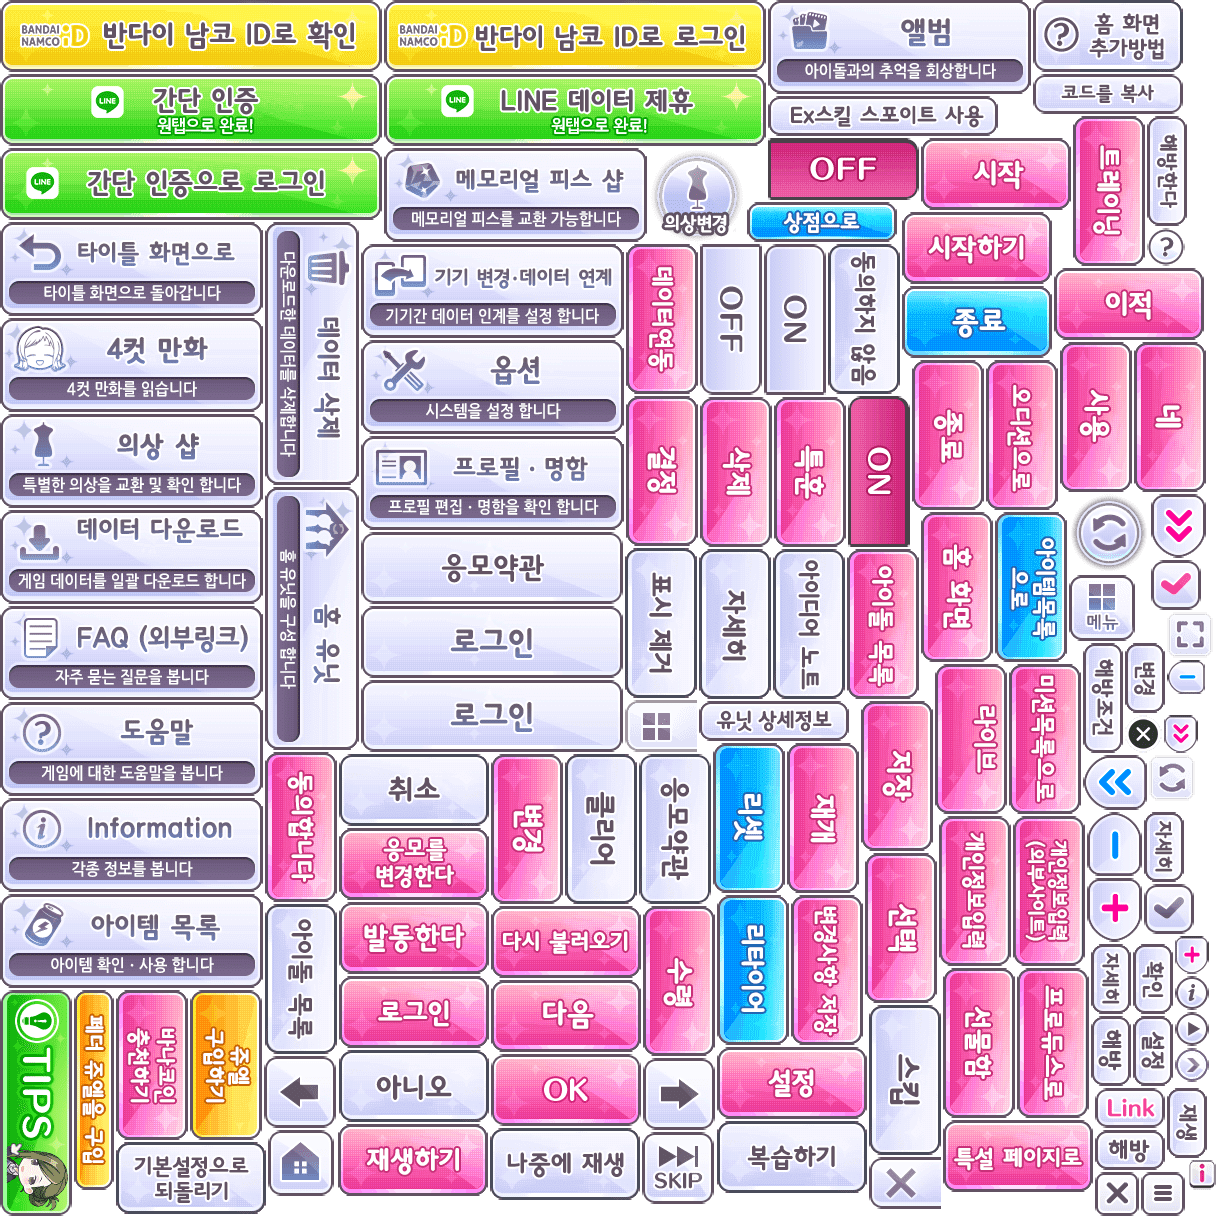 BANDAI NAMCO iD 반다이 남코 ID로 확인
BANDAI NAMCO iD 반다이 남코 ID로 로그인
앨범
아이돌과의 추억을 회상합니다
홈 화면
추가방법
LINE 간단 인증
원탭으로 완료!
LINE LINE 데이터 제휴
원탭으로 완료!
Ex스킬 스포이트 사용
코드를 복사
LINE 간단 인증으로 로그인
메모리얼 피스 샵
메모리얼 피스를 교환 가능합니다
의상변경
OFF
상점으로
시작
트레이닝
해방한다
?
타이틀 화면으로
타이틀 화면으로 돌아갑니다
데이터 삭제
다운로드한 데이터를 삭제합니다
기기 변경·데이터 연계
기기간 데이터 인계를 설정 합니다
데이터연동
OFF
ON
동의하지 않음
시작하기
종료
이적
4컷 만화
4컷 만화를 읽습니다
옵션
시스템을 설정 합니다
의상 샵
특별한 의상을 교환 및 확인 합니다
프로필 · 명함
프로필 편집 · 명함을 확인 합니다
결정
삭제
특훈
ON
종료
오디션으로
사용
네
데이터 다운로드
게임 데이터를 일괄 다운로드 합니다
홈 유닛
홈 유닛을 구성 합니다
응모약관
로그인
로그인
표시 제거
자세히
아이디어 노트
아이돌 목록
홈 화면
아이템목록
으로
메뉴
FAQ (외부링크)
자주 묻는 질문을 봅니다
유닛 상세정보
해방조건
변경
도움말
게임에 대한 도움말을 봅니다
동의합니다
취소
응모를
변경한다
변경
클리어
응모약관
리셋
재개
저장
라이브
미션목록으로
Information
각종 정보를 봅니다
아이템 목록
아이템 확인 · 사용 합니다
아이돌 목록
발동한다
다시 불러오기
수령
리타이어
변경사항 저장
선택
개인정보입력
개인정보입력
(외부사이트)
자세히
로그인
다음
자세히
확인
TIPS
페더 쥬엘을 구입
바나코인
충전하기
쥬엘
구입하기
아니오
OK
설정
스킵
선물함
프로듀스로
해방
설정
Link
재생
기본설정으로
되돌리기
재생하기
나중에 재생
SKIP
복습하기
특설 페이지로
해방